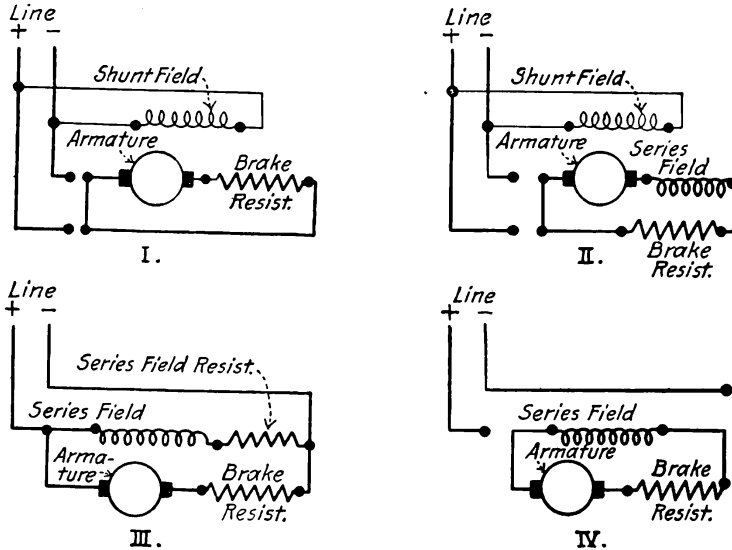 Line
+ -
Shunt Field
Armature
Brake
Resist.
I.
Line
+ -
Shunt Field
Armature
Series
Field
Brake
Resist.
II.
Line
+ -
Series Field Resist.
Series Field
Arma-
ture
Brake
Resist.
III.
Line
+ -
Series Field
Armature
Brake
Resist.
IV.